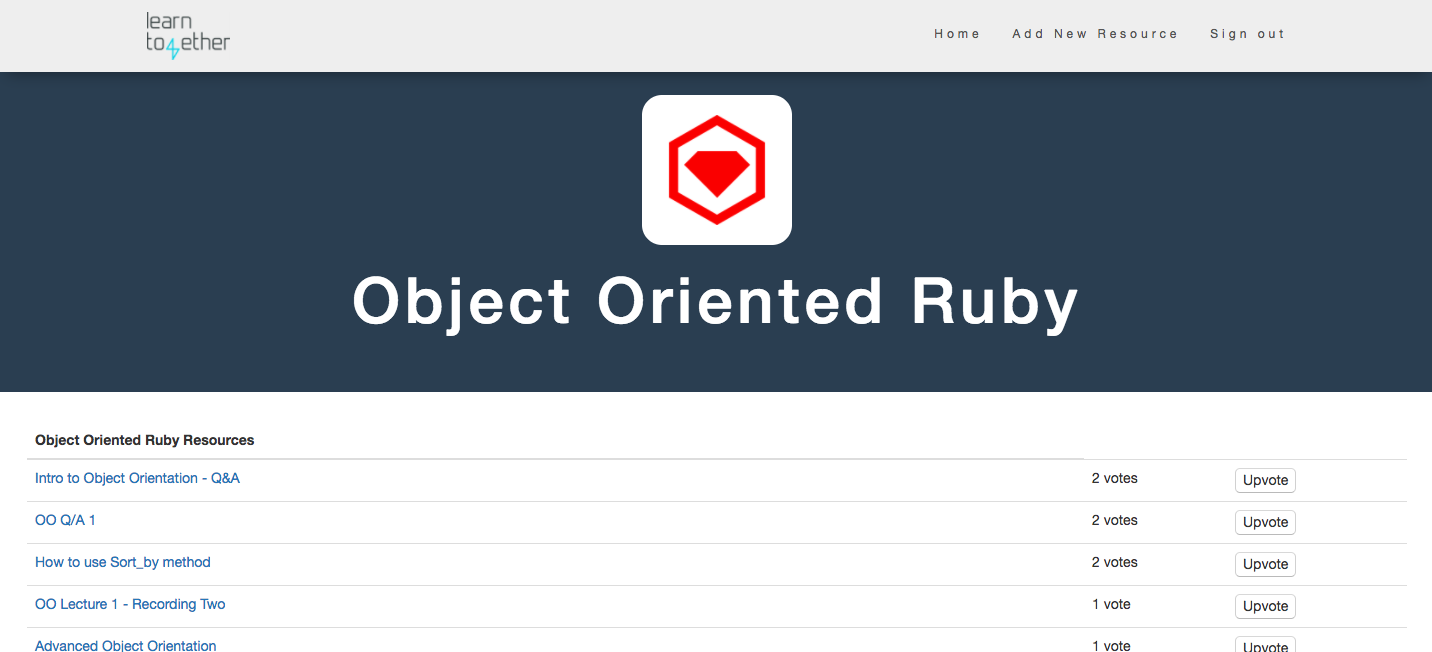 learn
to4ether
Home Add New Resource Sign out
Object Oriented Ruby
Object Oriented Ruby Resources
Intro to Object Orientation - Q&A 2 votes Upvote
OO Q/A 1 2 votes Upvote
How to use Sort_by method 2 votes Upvote
OO Lecture 1 - Recording Two 1 vote Upvote
Advanced Object Orientation 1 vote Upvote